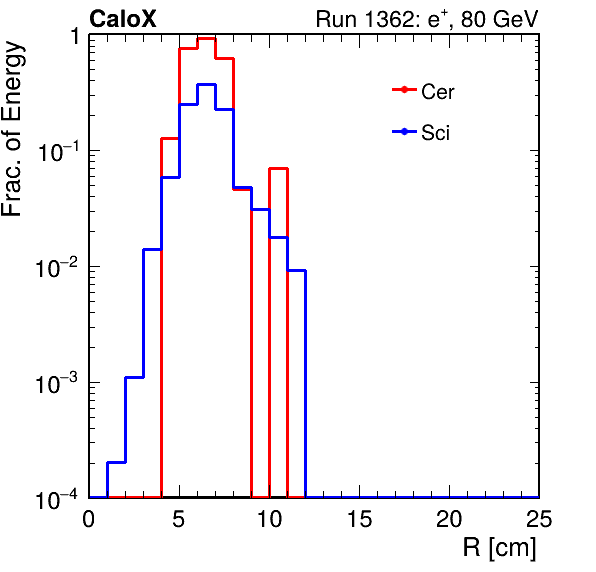 CaloX
Run 1362: e⁺, 80 GeV
Frac. of Energy
1
10⁻¹
10⁻²
10⁻³
10⁻⁴
Cer
Sci
0 5 10 15 20 25
R [cm]